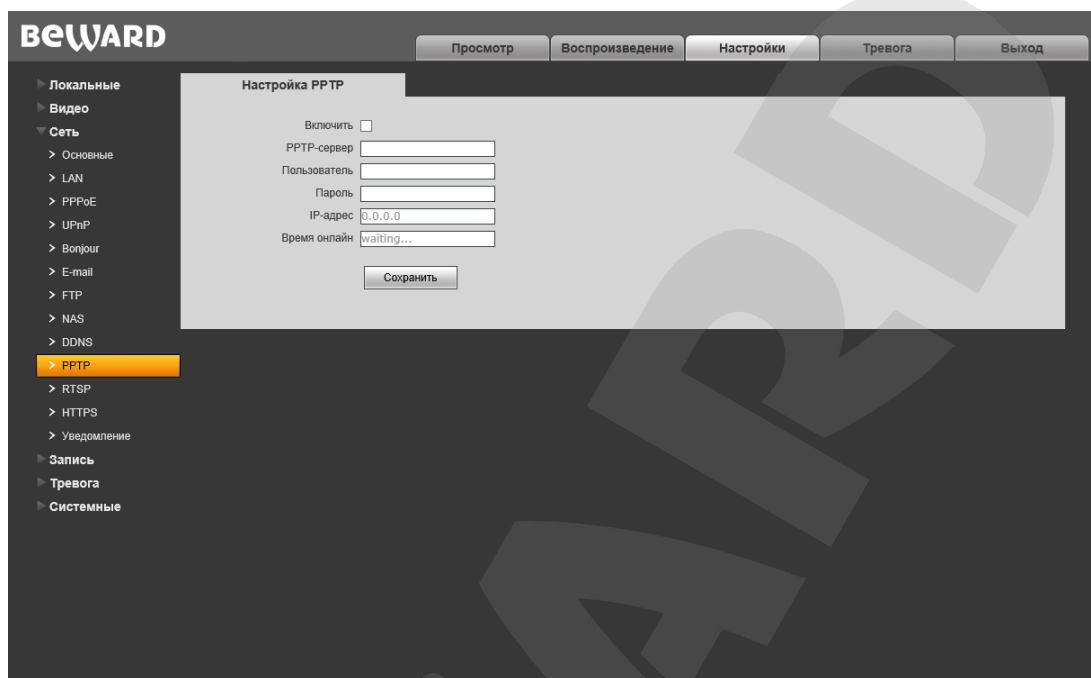 BEWARD
Просмотр Воспроизведение Настройки Тревога Выход
Локальные
Видео
Сеть
> Основные
> LAN
> PPPoE
> UPnP
> Bonjour
> E-mail
> FTP
> NAS
> DDNS
> PPTP
> RTSP
> HTTPS
> Уведомление
Запись
Тревога
Системные
Настройка PPTP
Включить
PPTP-сервер
Пользователь
Пароль
IP-адрес 0.0.0.0
Время онлайн waiting...
Сохранить